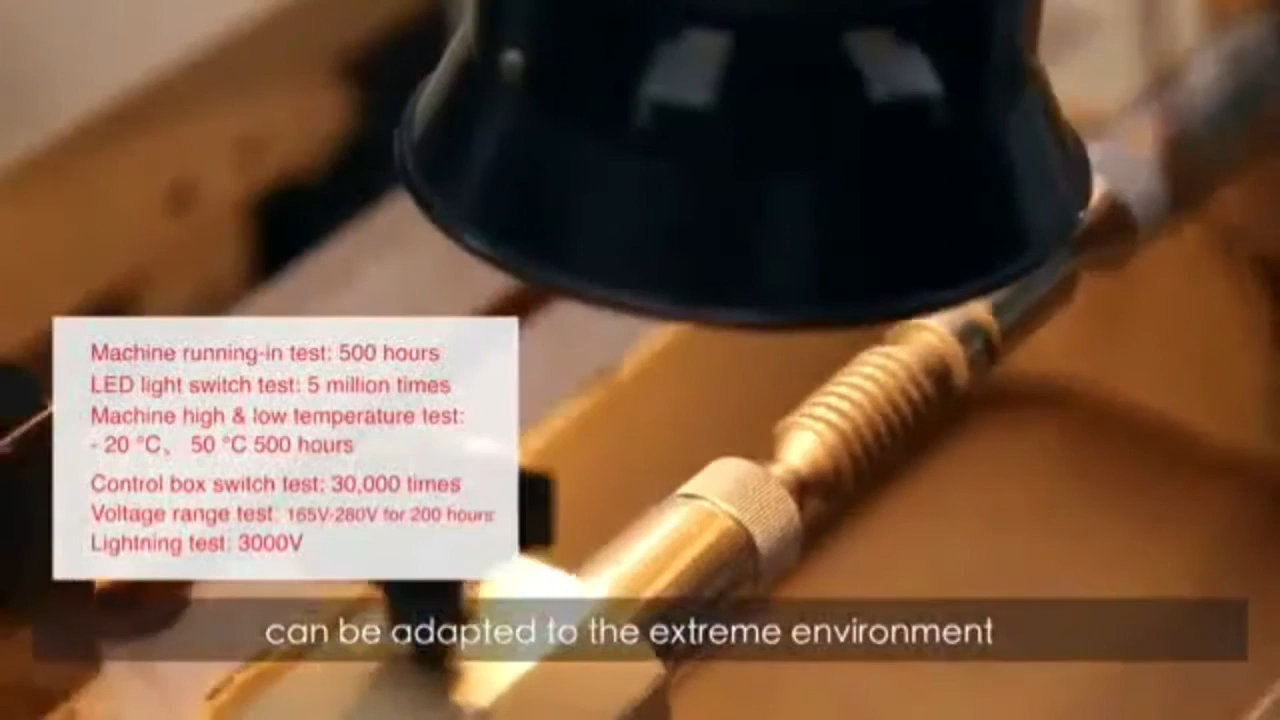 Machine running-in test: 500 hours
LED light switch test: 5 million times
Machine high & low temperature test:
- 20 °C、 50 °C 500 hours
Control box switch test: 30,000 times
Voltage range test: 165V-280V for 200 hours
Lightning test: 3000V
can be adapted to the extreme environment